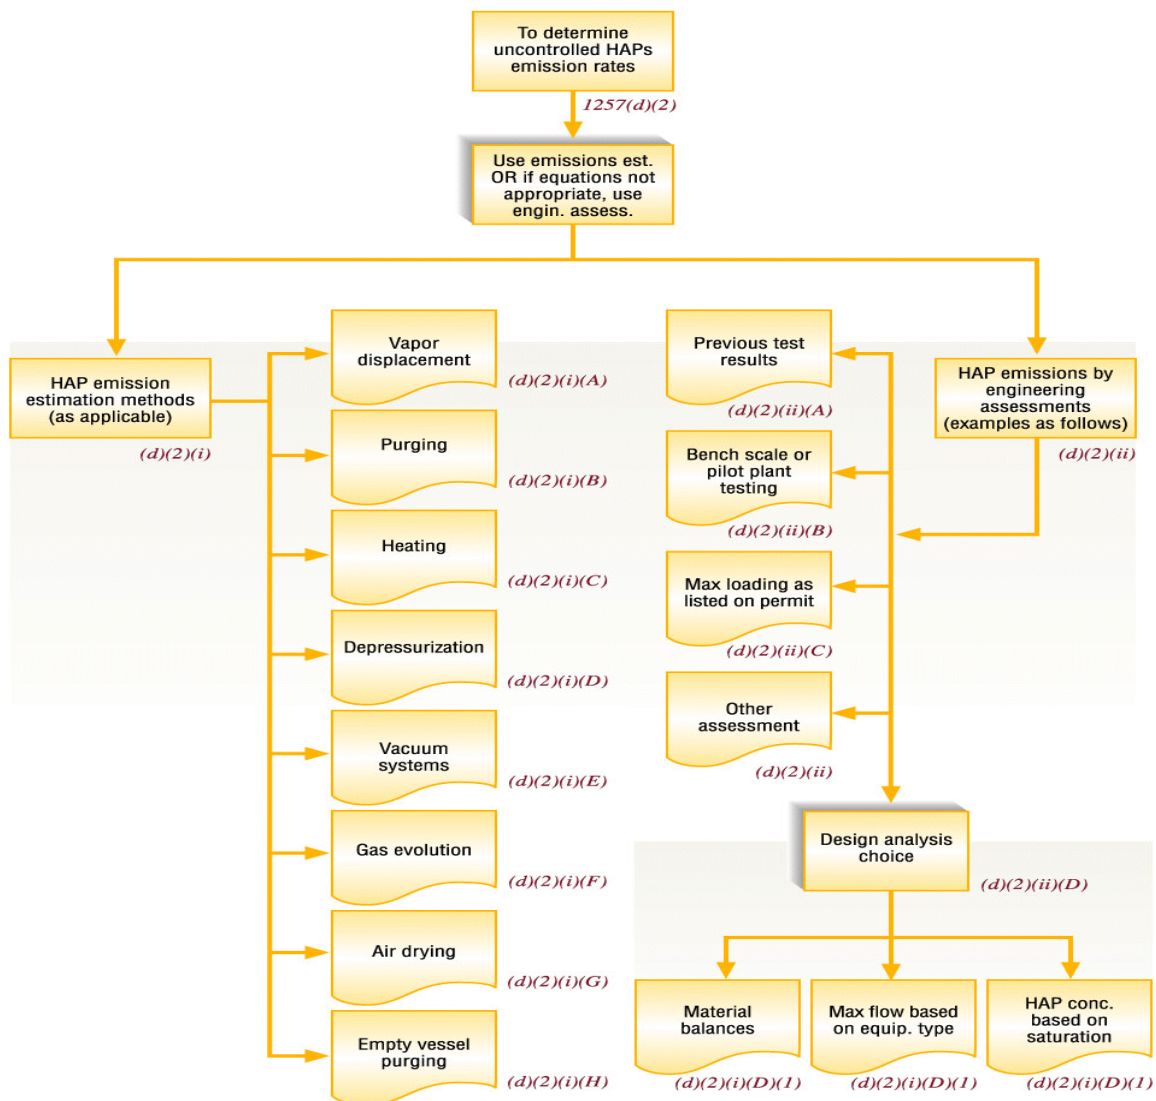 To determine
uncontrolled HAPs
emission rates
1257(d)(2)
Use emissions est.
OR if equations not
appropriate, use
engin. assess.
HAP emission
estimation methods
(as applicable)
(d)(2)(i)
Vapor
displacement
(d)(2)(i)(A)
Purging
(d)(2)(i)(B)
Heating
(d)(2)(i)(C)
Depressurization
(d)(2)(i)(D)
Vacuum
systems
(d)(2)(i)(E)
Gas evolution
(d)(2)(i)(F)
Air drying
(d)(2)(i)(G)
Empty vessel
purging
(d)(2)(i)(H)
Previous test
results
(d)(2)(ii)(A)
Bench scale or
pilot plant
testing
(d)(2)(ii)(B)
Max loading as
listed on permit
(d)(2)(ii)(C)
Other
assessment
(d)(2)(ii)
HAP emissions by
engineering
assessments
(examples as follows)
(d)(2)(ii)
Design analysis
choice
(d)(2)(ii)(D)
Material
balances
(d)(2)(i)(D)(1)
Max flow based
on equip. type
(d)(2)(i)(D)(1)
HAP conc.
based on
saturation
(d)(2)(i)(D)(1)